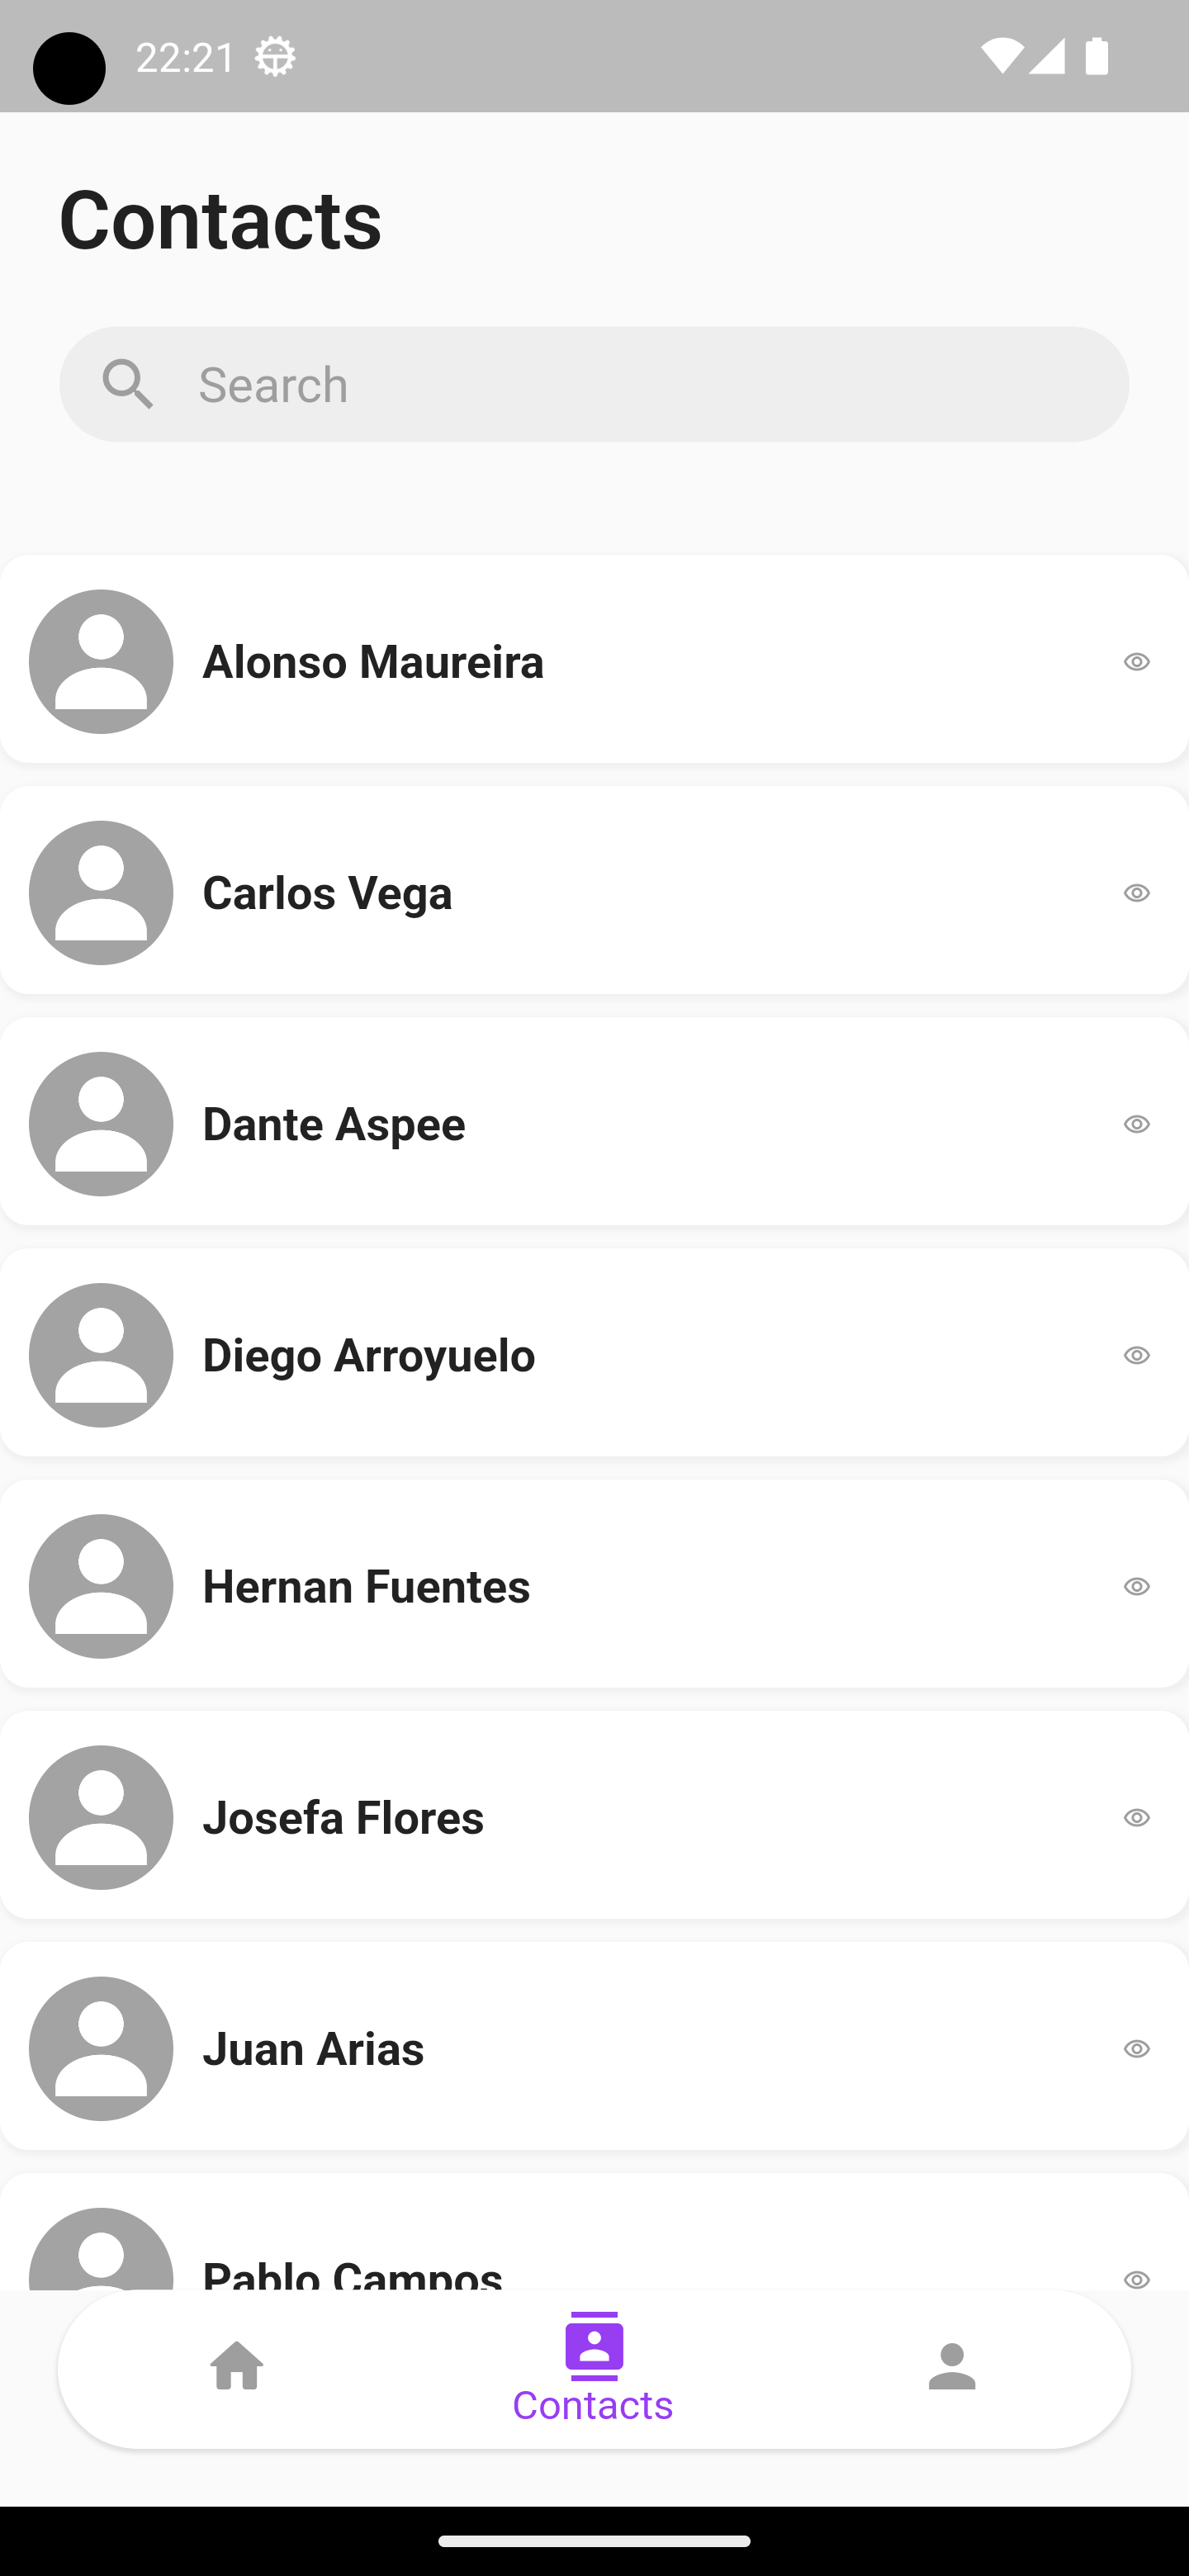 22:21
Contacts
Search
Alonso Maureira
Carlos Vega
Dante Aspee
Diego Arroyuelo
Hernan Fuentes
Josefa Flores
Juan Arias
Pablo Campos
Contacts